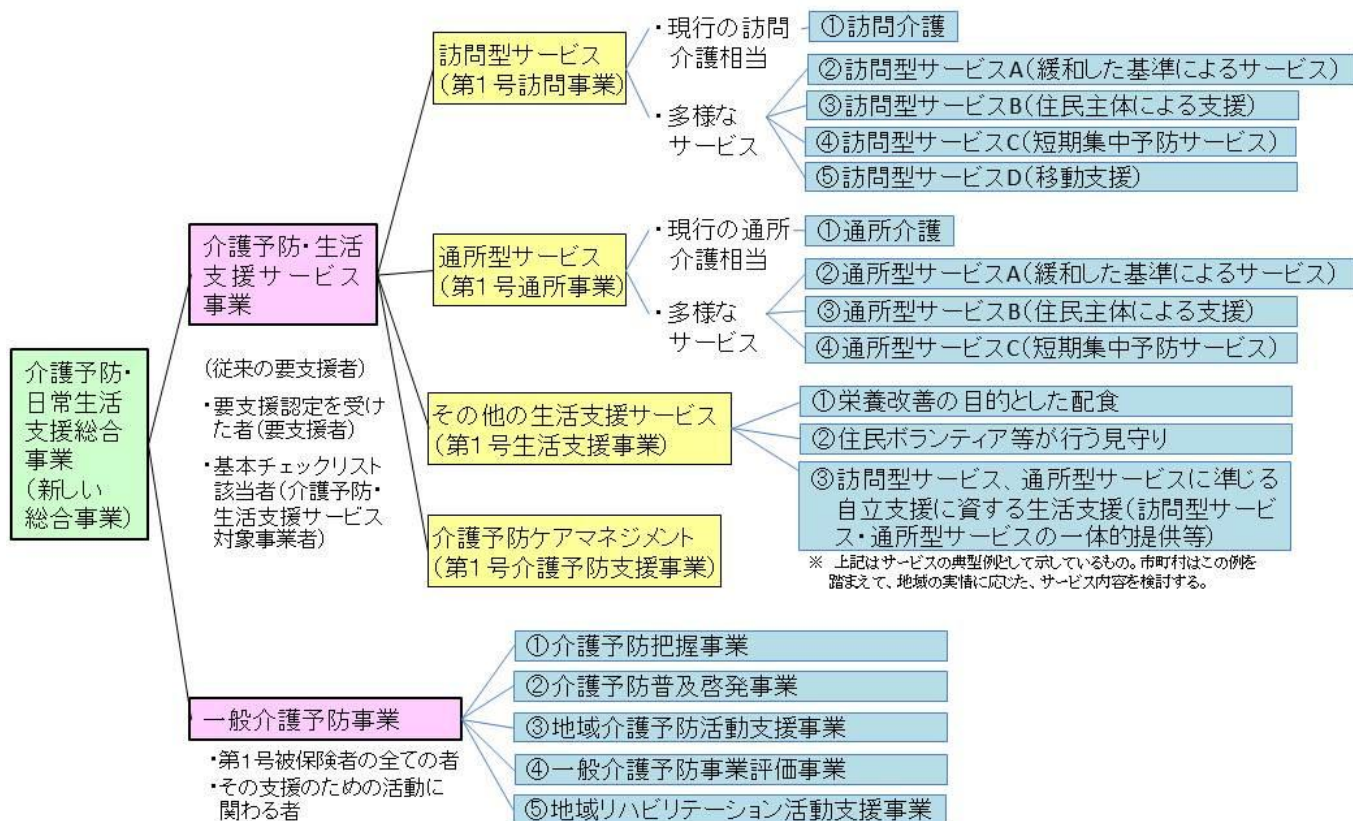 介護予防・
日常生活
支援総合
事業
(新しい
総合事業)
介護予防・生活
支援サービス
事業
(従来の要支援者)
・要支援認定を受け
た者(要支援者)
・基本チェックリスト
該当者(介護予防・
生活支援サービス
対象事業者)
訪問型サービス
(第1号訪問事業)
・現行の訪問
介護相当
①訪問介護
・多様な
サービス
②訪問型サービスA(緩和した基準によるサービス)
③訪問型サービスB(住民主体による支援)
④訪問型サービスC(短期集中予防サービス)
⑤訪問型サービスD(移動支援)
通所型サービス
(第1号通所事業)
・現行の通所
介護相当
①通所介護
・多様な
サービス
②通所型サービスA(緩和した基準によるサービス)
③通所型サービスB(住民主体による支援)
④通所型サービスC(短期集中予防サービス)
その他の生活支援サービス
(第1号生活支援事業)
①栄養改善の目的とした配食
②住民ボランティア等が行う見守り
③訪問型サービス、通所型サービスに準じる
自立支援に資する生活支援(訪問型サービ
ス・通所型サービスの一体的提供等)
※ 上記はサービスの典型例として示しているもの。市町村はこの例を
踏まえて、地域の実情に応じた、サービス内容を検討する。
介護予防ケアマネジメント
(第1号介護予防支援事業)
一般介護予防事業
・第1号被保険者の全ての者
・その支援のための活動に
関わる者
①介護予防把握事業
②介護予防普及啓発事業
③地域介護予防活動支援事業
④一般介護予防事業評価事業
⑤地域リハビリテーション活動支援事業